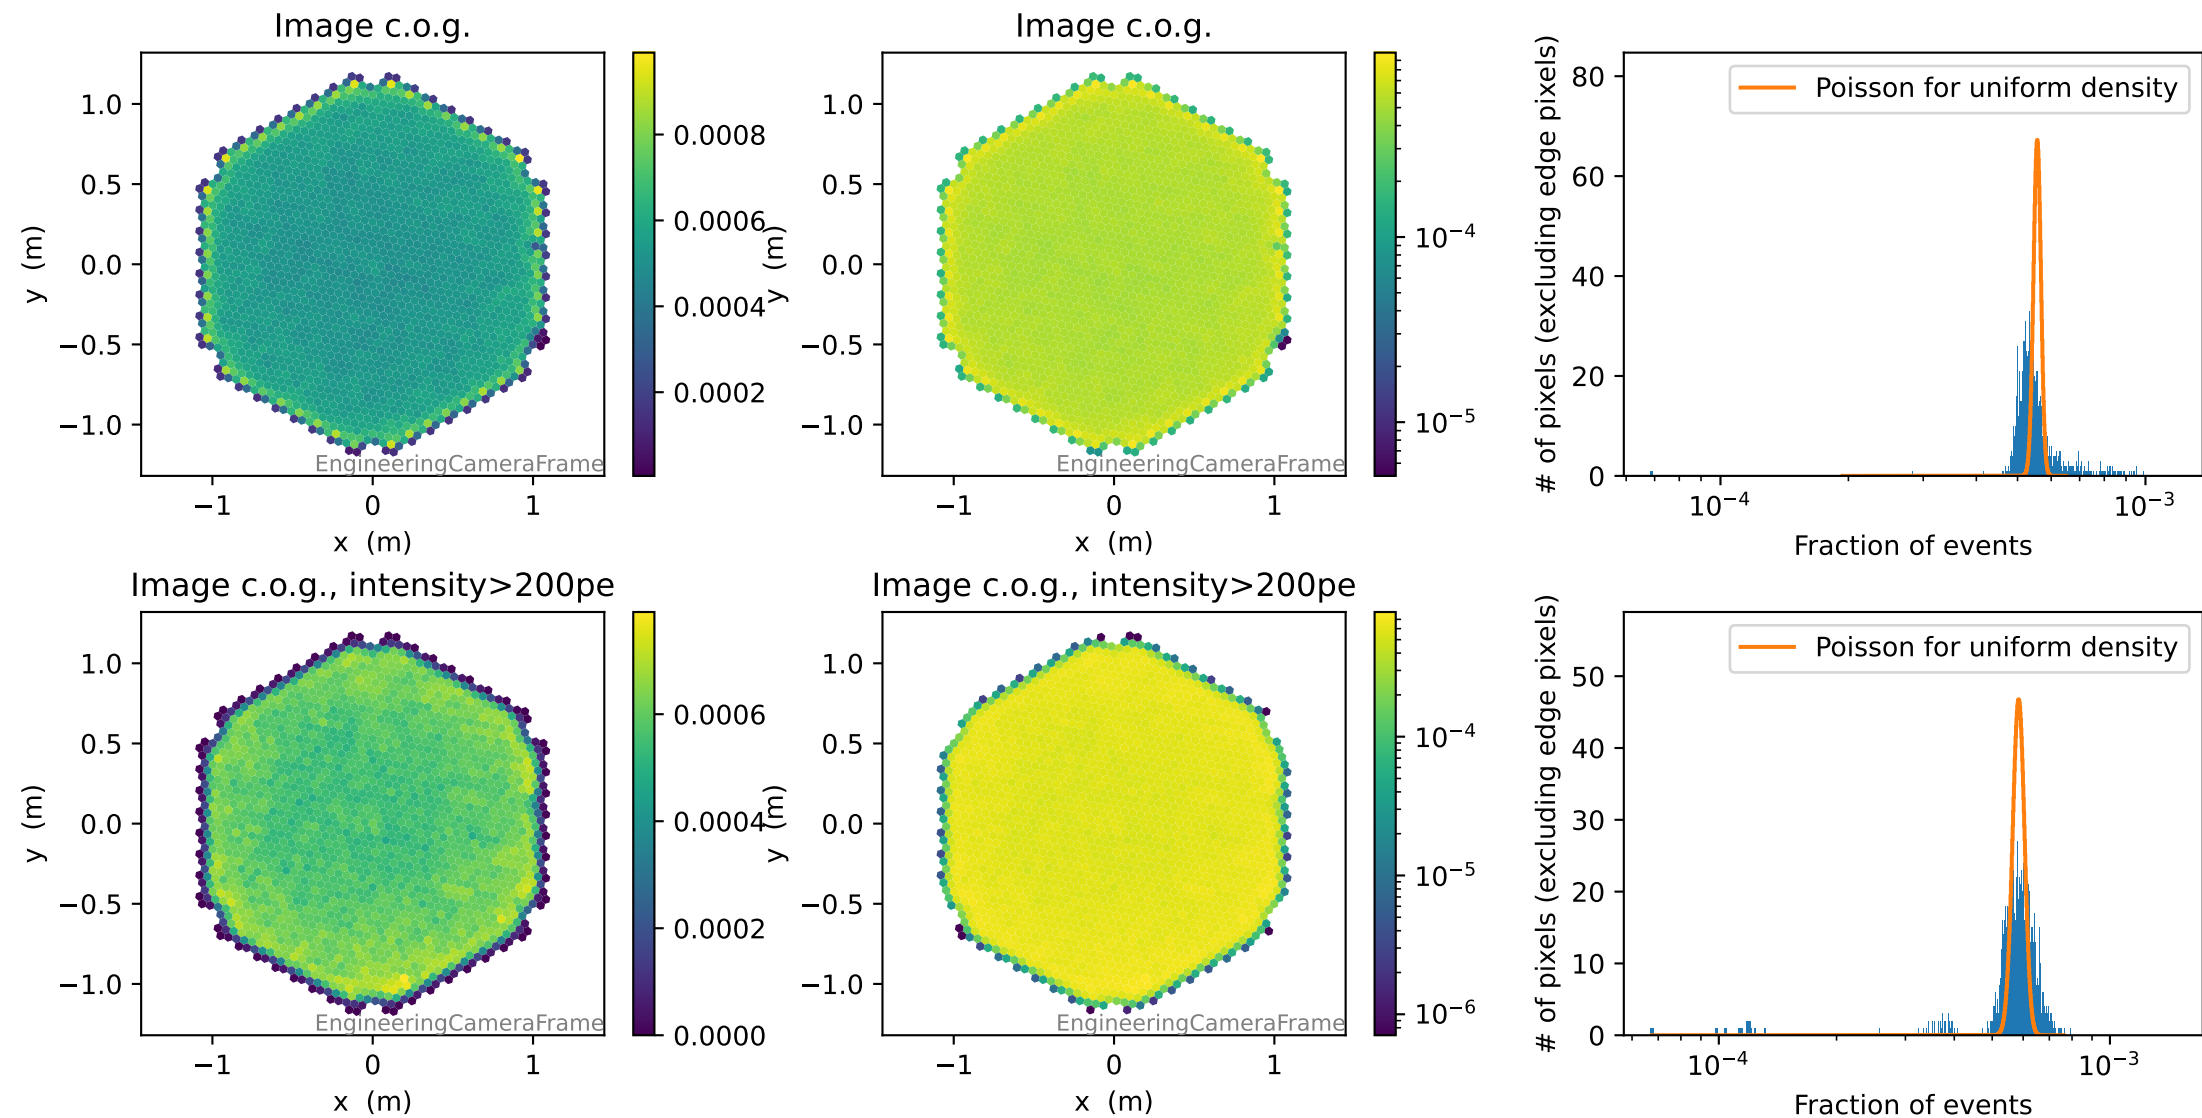 Image c.o.g.
y (m)
1.0
0.5
0.0
−0.5
−1.0
−1
0
1
x (m)
EngineeringCameraFrame
0.0008
0.0006
0.0004
0.0002
Image c.o.g.
y (m)
1.0
0.5
0.0
−0.5
−1.0
−1
0
1
x (m)
EngineeringCameraFrame
10−4
10−5
# of pixels (excluding edge pixels)
80
60
40
20
0
Poisson for uniform density
10−4
10−3
Fraction of events
Image c.o.g., intensity>200pe
y (m)
1.0
0.5
0.0
−0.5
−1.0
−1
0
1
x (m)
EngineeringCameraFrame
0.0006
0.0004
0.0002
0.0000
Image c.o.g., intensity>200pe
y (m)
1.0
0.5
0.0
−0.5
−1.0
−1
0
1
x (m)
EngineeringCameraFrame
10−4
10−5
10−6
# of pixels (excluding edge pixels)
50
40
30
20
10
0
Poisson for uniform density
10−4
10−3
Fraction of events